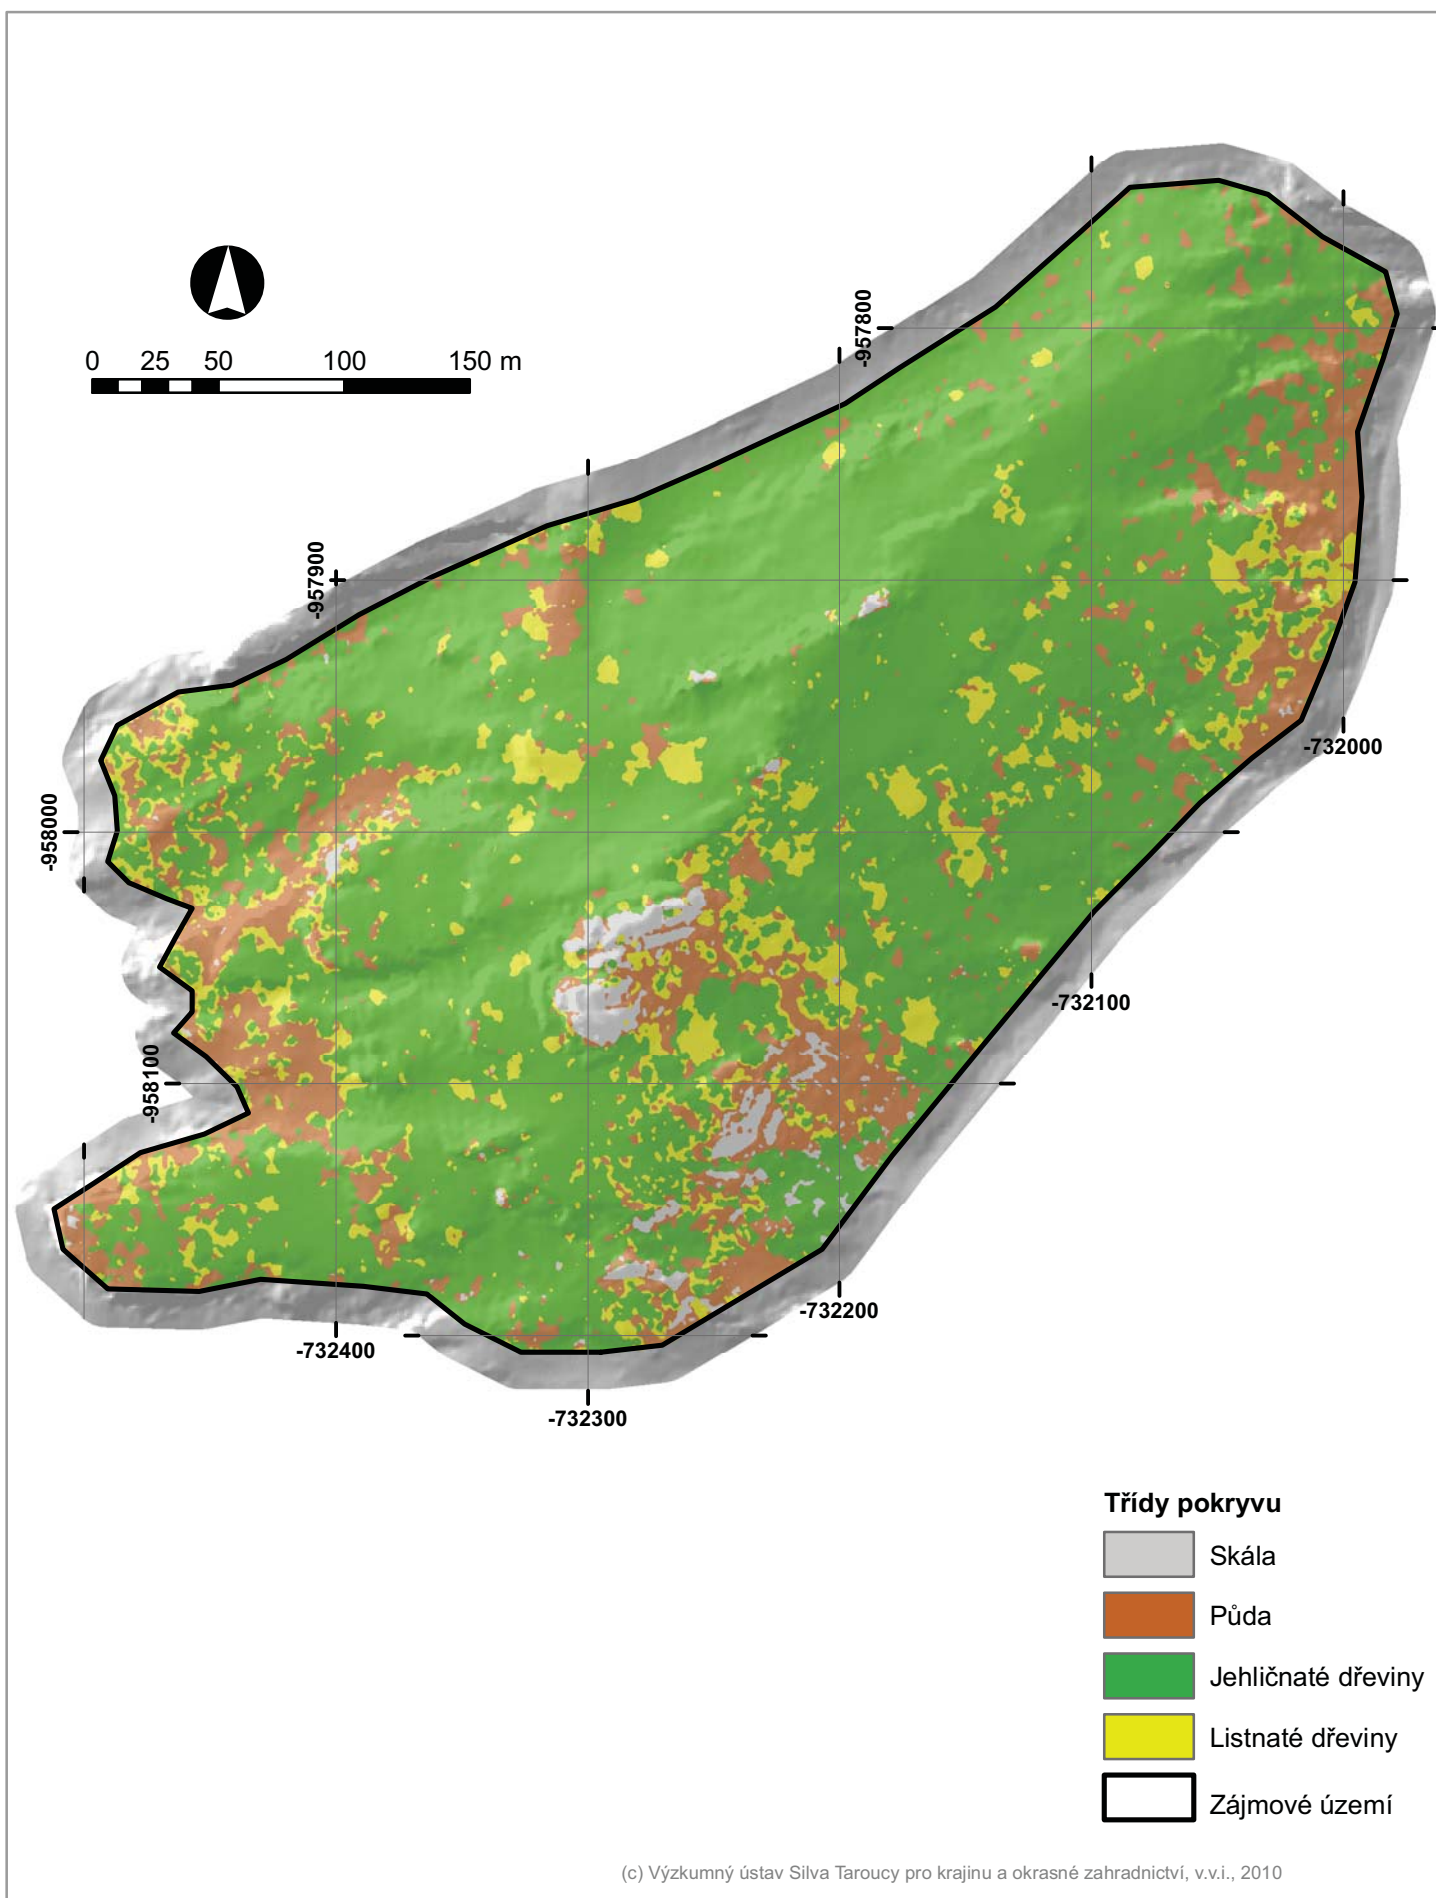 0 25 50 100 150 m
-957800
-957900
-958000
-958100
-732000
-732100
-732200
-732300
-732400
Třídy pokryvu
Skála
Půda
Jehličnaté dřeviny
Listnaté dřeviny
Zájmové území
(c) Výzkumný ústav Silva Taroucy pro krajinu a okrasné zahradnictví, v.v.i., 2010